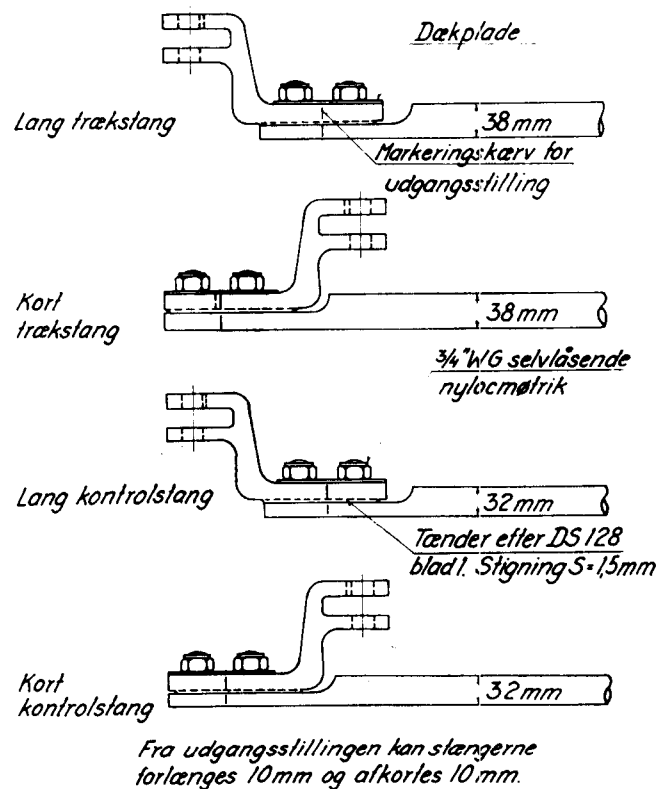 Dækplade
Lang trækstang
38mm
Markeringskærv for
udgangsstilling
Kort
trækstang
38mm
3/4" WG selvlåsende
nylocmøtrik
Lang kontrolstang
32mm
Tænder efter DS 128
blad 1. Stigning S=1,5mm
Kort
kontrolstang
32mm
Fra udgangsstillingen kan stængerne
forlænges 10mm og afkortes 10mm.